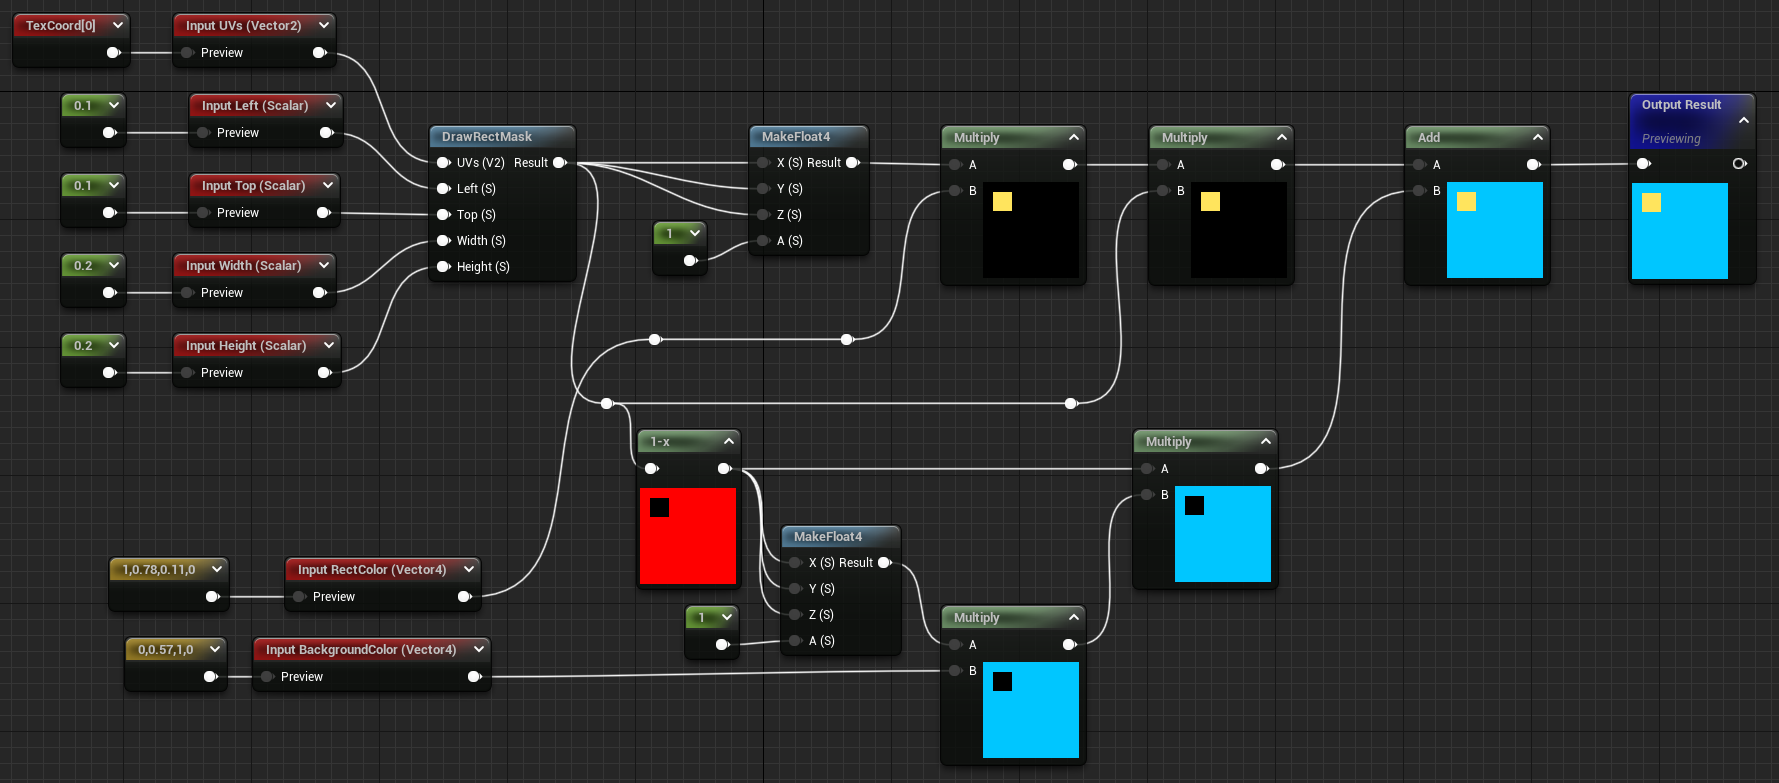 TexCoord[0]
Input UVs (Vector2)
Preview
0.1
Input Left (Scalar)
Preview
0.1
Input Top (Scalar)
Preview
0.2
Input Width (Scalar)
Preview
0.2
Input Height (Scalar)
Preview
DrawRectMask
UVs (V2) Result
Left (S)
Top (S)
Width (S)
Height (S)
MakeFloat4
X (S) Result
Y (S)
Z (S)
A (S)
1
Multiply
A
B
Multiply
A
B
Add
A
B
Output Result
Previewing
1-x
Multiply
A
B
MakeFloat4
X (S) Result
Y (S)
Z (S)
A (S)
1
Multiply
A
B
1,0.78,0.11,0
Input RectColor (Vector4)
Preview
0,0.57,1,0
Input BackgroundColor (Vector4)
Preview